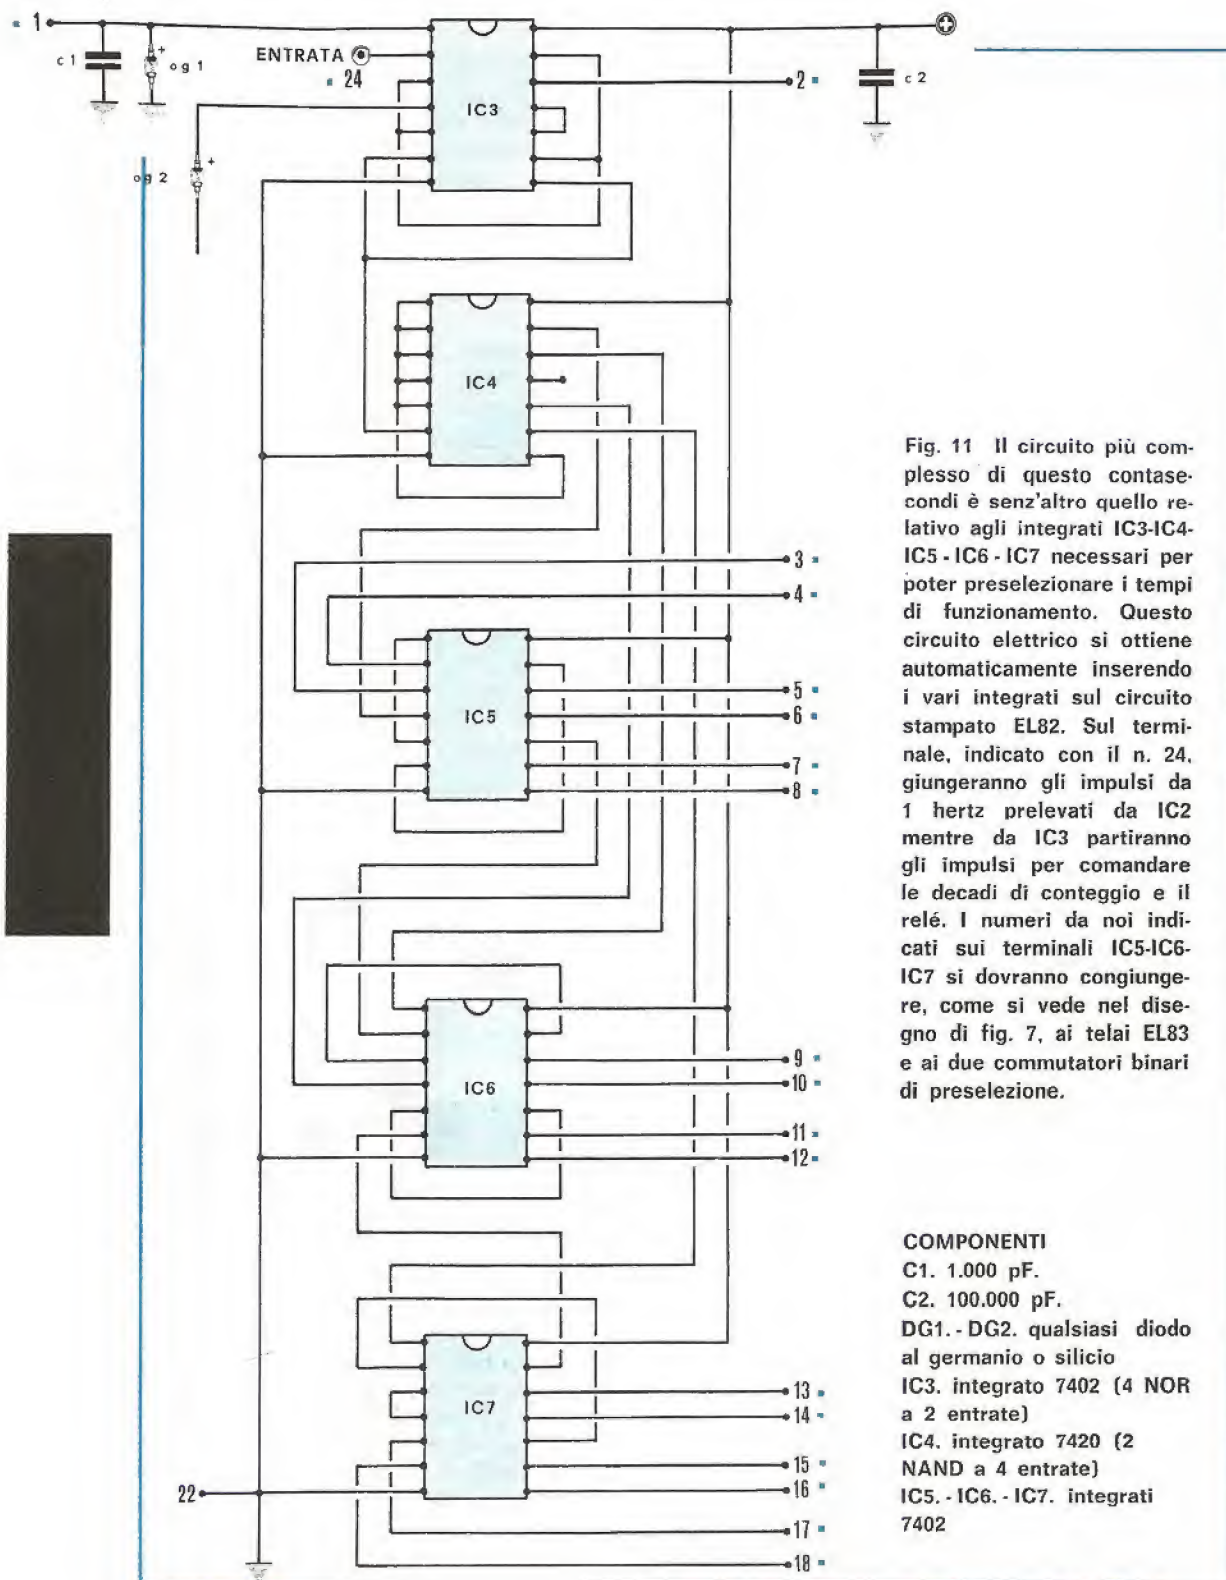 1
c 1
+
o g 1
ENTRATA
24
IC3
2
+
c 2
+
o g 2
IC4
3
4
IC5
5
6
7
8
IC6
9
10
11
12
IC7
13
14
15
16
22
17
18
Fig. 11 Il circuito più com-
plesso di questo contase-
condi è senz'altro quello re-
lativo agli integrati IC3-IC4-
IC5 - IC6 - IC7 necessari per
poter preselezionare i tempi
di funzionamento. Questo
circuito elettrico si ottiene
automaticamente inserendo
i vari integrati sul circuito
stampato EL82. Sul termi-
nale, indicato con il n. 24,
giungeranno gli impulsi da
1 hertz prelevati da IC2
mentre da IC3 partiranno
gli impulsi per comandare
le decadi di conteggio e il
relé. I numeri da noi indi-
cati sui terminali IC5-IC6-
IC7 si dovranno congiunge-
re, come si vede nel dise-
gno di fig. 7, ai telai EL83
e ai due commutatori binari
di preselezione.
COMPONENTI
C1. 1.000 pF.
C2. 100.000 pF.
DG1. - DG2. qualsiasi diodo
al germanio o silicio
IC3. integrato 7402 (4 NOR
a 2 entrate)
IC4. integrato 7420 (2
NAND a 4 entrate)
IC5. - IC6. - IC7. integrati
7402